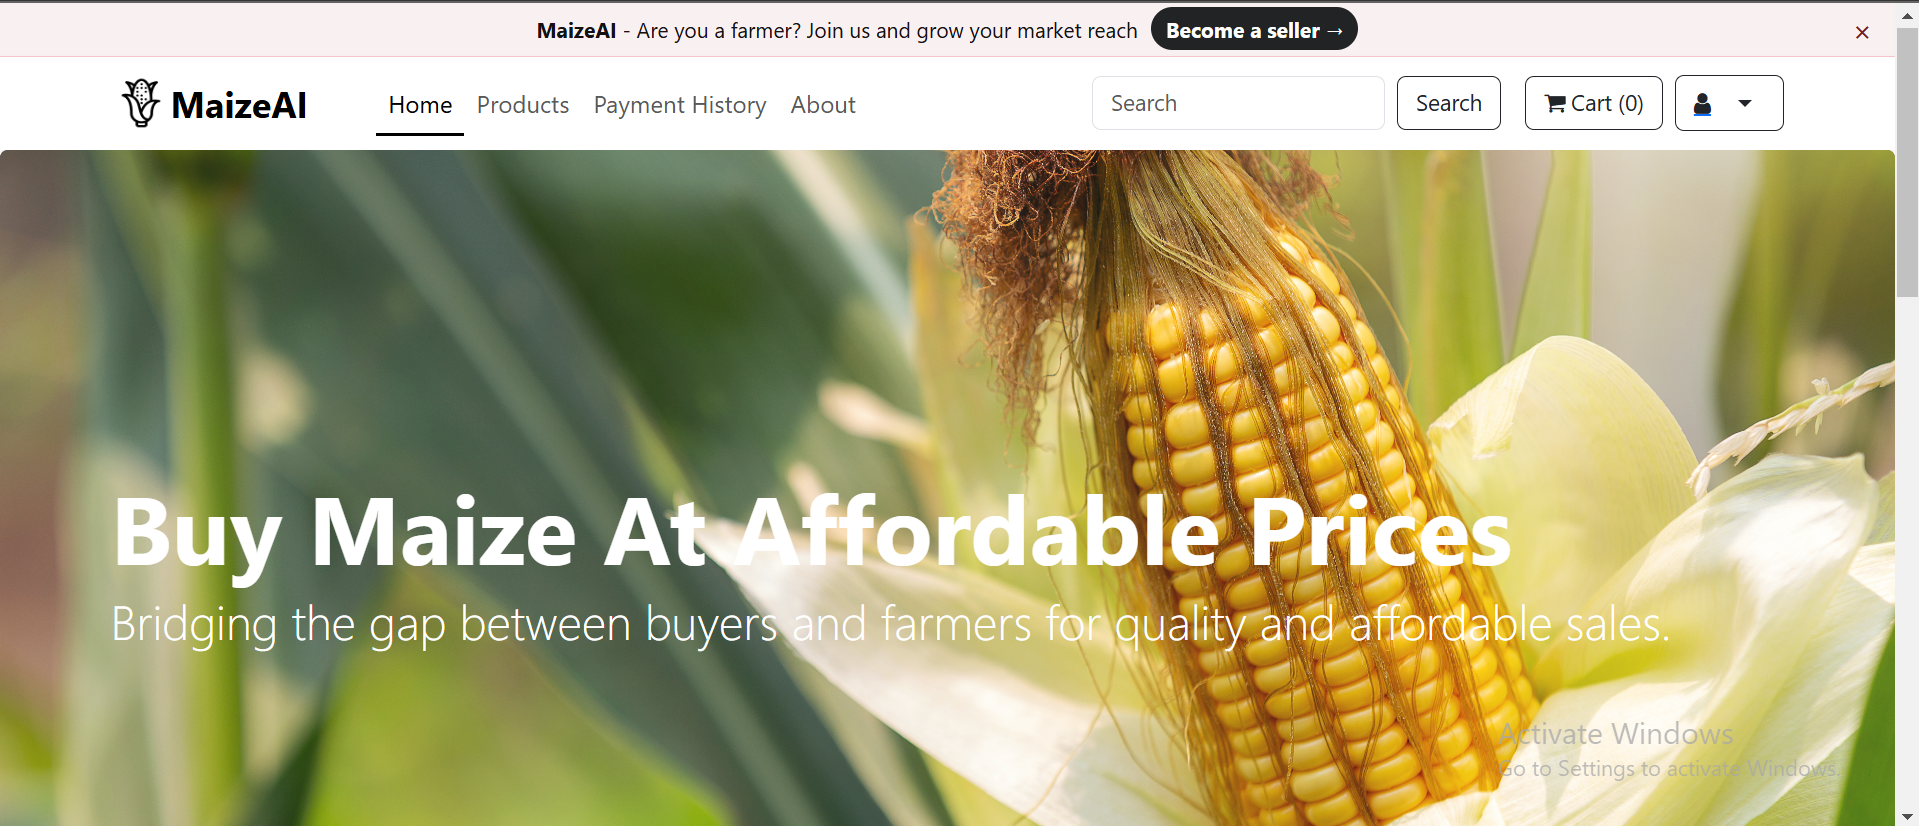 MaizeAI - Are you a farmer? Join us and grow your market reach Become a seller →
MaizeAI Home Products Payment History About Search Search Cart (0)
Buy Maize At Affordable Prices
Bridging the gap between buyers and farmers for quality and affordable sales.
Activate Windows
Go to Settings to activate Windows.